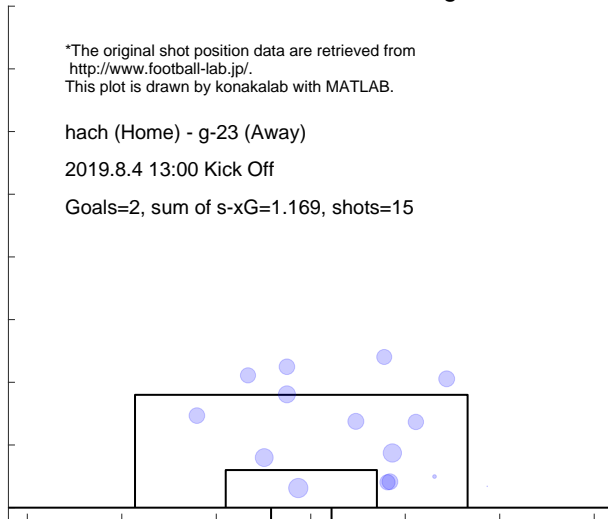 *The original shot position data are retrieved from
http://www.football-lab.jp/.
This plot is drawn by konakalab with MATLAB.
hach (Home) - g-23 (Away)
2019.8.4 13:00 Kick Off
Goals=2, sum of s-xG=1.169, shots=15